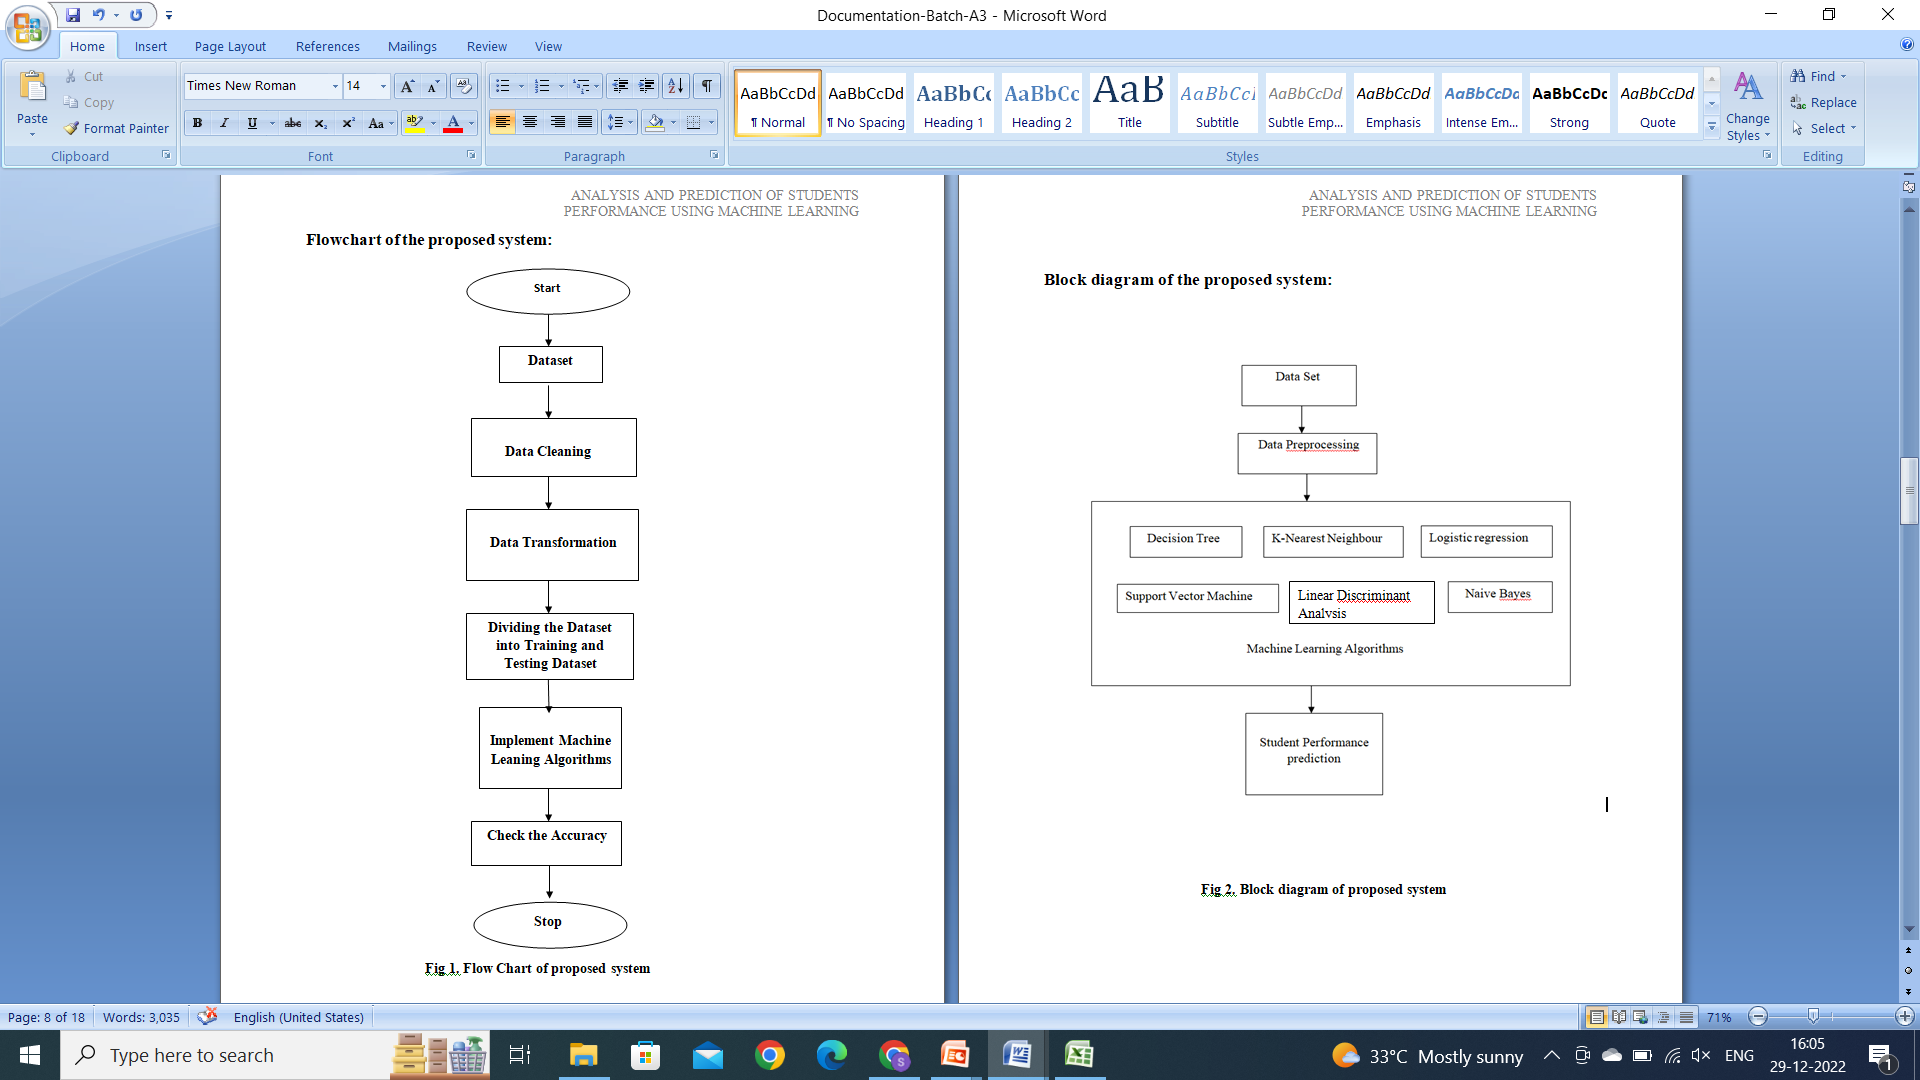 Documentation-Batch-A3 - Microsoft Word
Home Insert Page Layout References Mailings Review View
Paste
Cut
Copy
Format Painter
Clipboard
Times New Roman 14
B I U abc x₂ x² Aa ab A
Font
Paragraph
AaBbCcDd AaBbCcDd AaBbCc AaBbCc AaB AaBbCcI AaBbCcDd AaBbCcDd AaBbCcDd AaBbCcDc AaBbCcDd
¶ Normal ¶ No Spacing Heading 1 Heading 2 Title Subtitle Subtle Emp... Emphasis Intense Em... Strong Quote
Styles
Change
Styles
Find
Replace
Select
Editing
ANALYSIS AND PREDICTION OF STUDENTS
PERFORMANCE USING MACHINE LEARNING
Flowchart of the proposed system:
Start
Dataset
Data Cleaning
Data Transformation
Dividing the Dataset
into Training and
Testing Dataset
Implement Machine
Leaning Algorithms
Check the Accuracy
Stop
Fig 1. Flow Chart of proposed system
ANALYSIS AND PREDICTION OF STUDENTS
PERFORMANCE USING MACHINE LEARNING
Block diagram of the proposed system:
Data Set
Data Preprocessing
Decision Tree K-Nearest Neighbour Logistic regression
Support Vector Machine
Linear Discriminant
Analysis
Naive Bayes
Machine Learning Algorithms
Student Performance
prediction
Fig 2. Block diagram of proposed system
Page: 8 of 18 Words: 3,035 English (United States) 71%
Type here to search
33°C Mostly sunny
ENG
16:05
29-12-2022
1